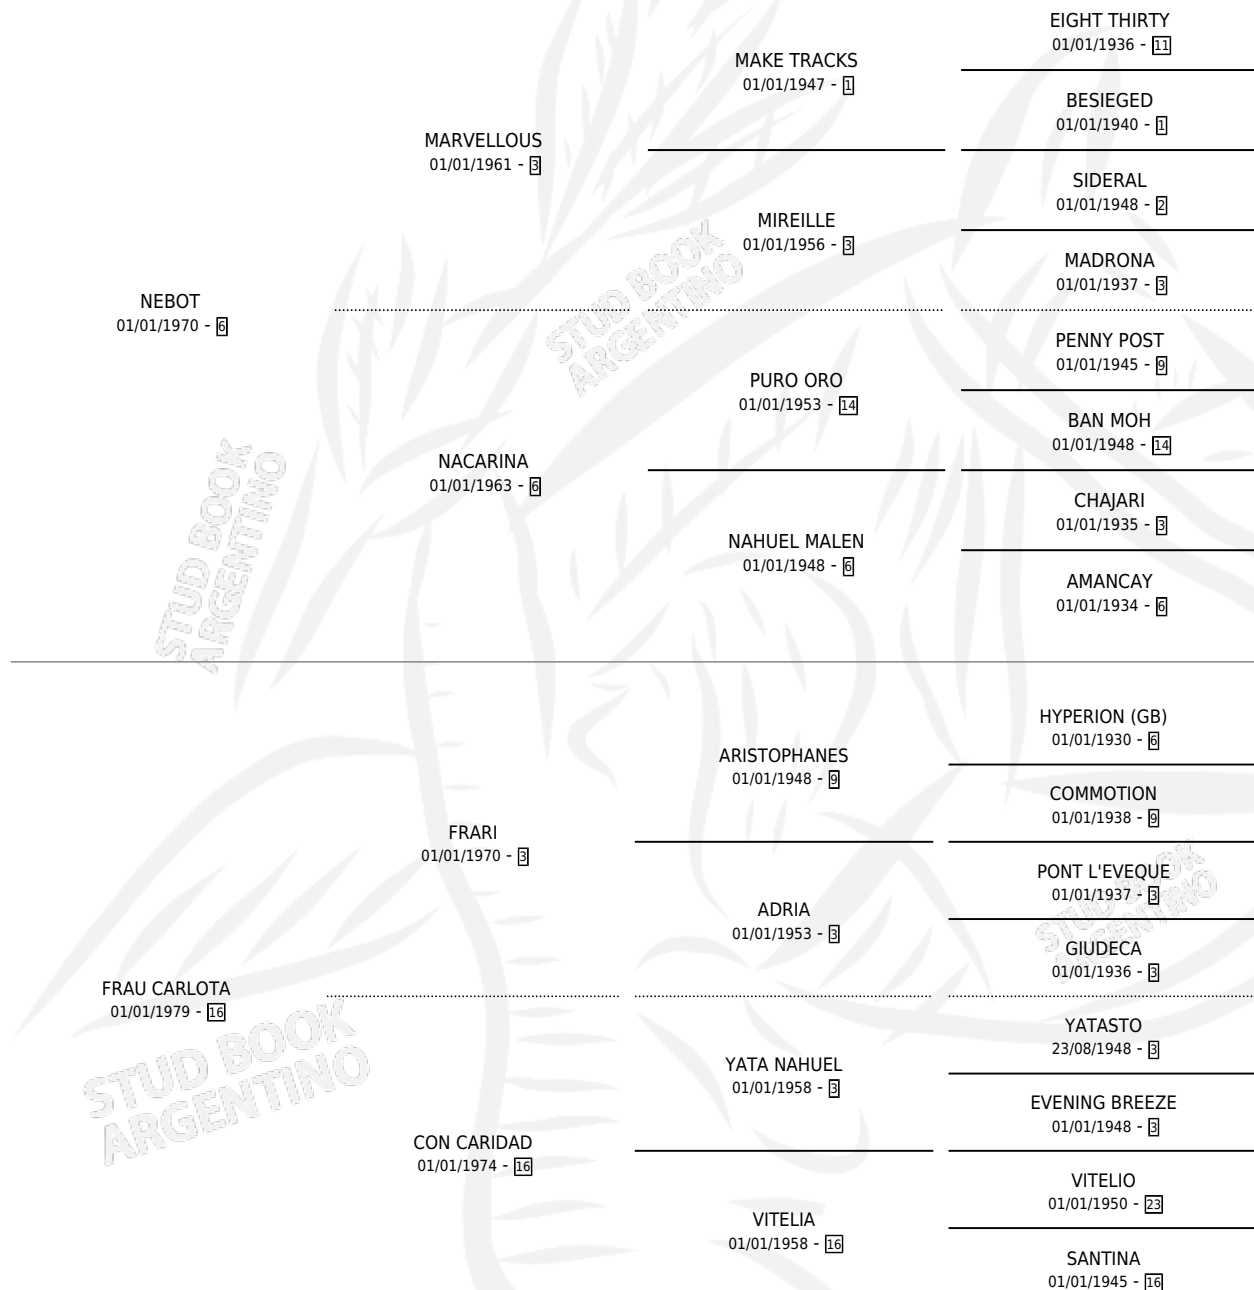 EIGHT THIRTY
01/01/1936 - 11
MAKE TRACKS
01/01/1947 - 1
BESIEGED
01/01/1940 - 1
MARVELLOUS
01/01/1961 - 3
SIDERAL
01/01/1948 - 2
MIREILLE
01/01/1956 - 3
MADRONA
01/01/1937 - 3
NEBOT
01/01/1970 - 6
PENNY POST
01/01/1945 - 9
PURO ORO
01/01/1953 - 14
BAN MOH
01/01/1948 - 14
NACARINA
01/01/1963 - 6
CHAJARI
01/01/1935 - 3
NAHUEL MALEN
01/01/1948 - 6
AMANCAY
01/01/1934 - 6
HYPERION (GB)
01/01/1930 - 6
ARISTOPHANES
01/01/1948 - 9
COMMOTION
01/01/1938 - 9
FRARI
01/01/1970 - 3
PONT L'EVEQUE
01/01/1937 - 3
ADRIA
01/01/1953 - 3
GIUDECA
01/01/1936 - 3
FRAU CARLOTA
01/01/1979 - 16
YATASTO
23/08/1948 - 3
YATA NAHUEL
01/01/1958 - 3
EVENING BREEZE
01/01/1948 - 3
CON CARIDAD
01/01/1974 - 16
VITELIO
01/01/1950 - 23
VITELIA
01/01/1958 - 16
SANTINA
01/01/1945 - 16
STUD BOOK
ARGENTINO
STUD BOOK
ARGENTINO
STUD BOOK
ARGENTINO
STUD BOOK
ARGENTINO